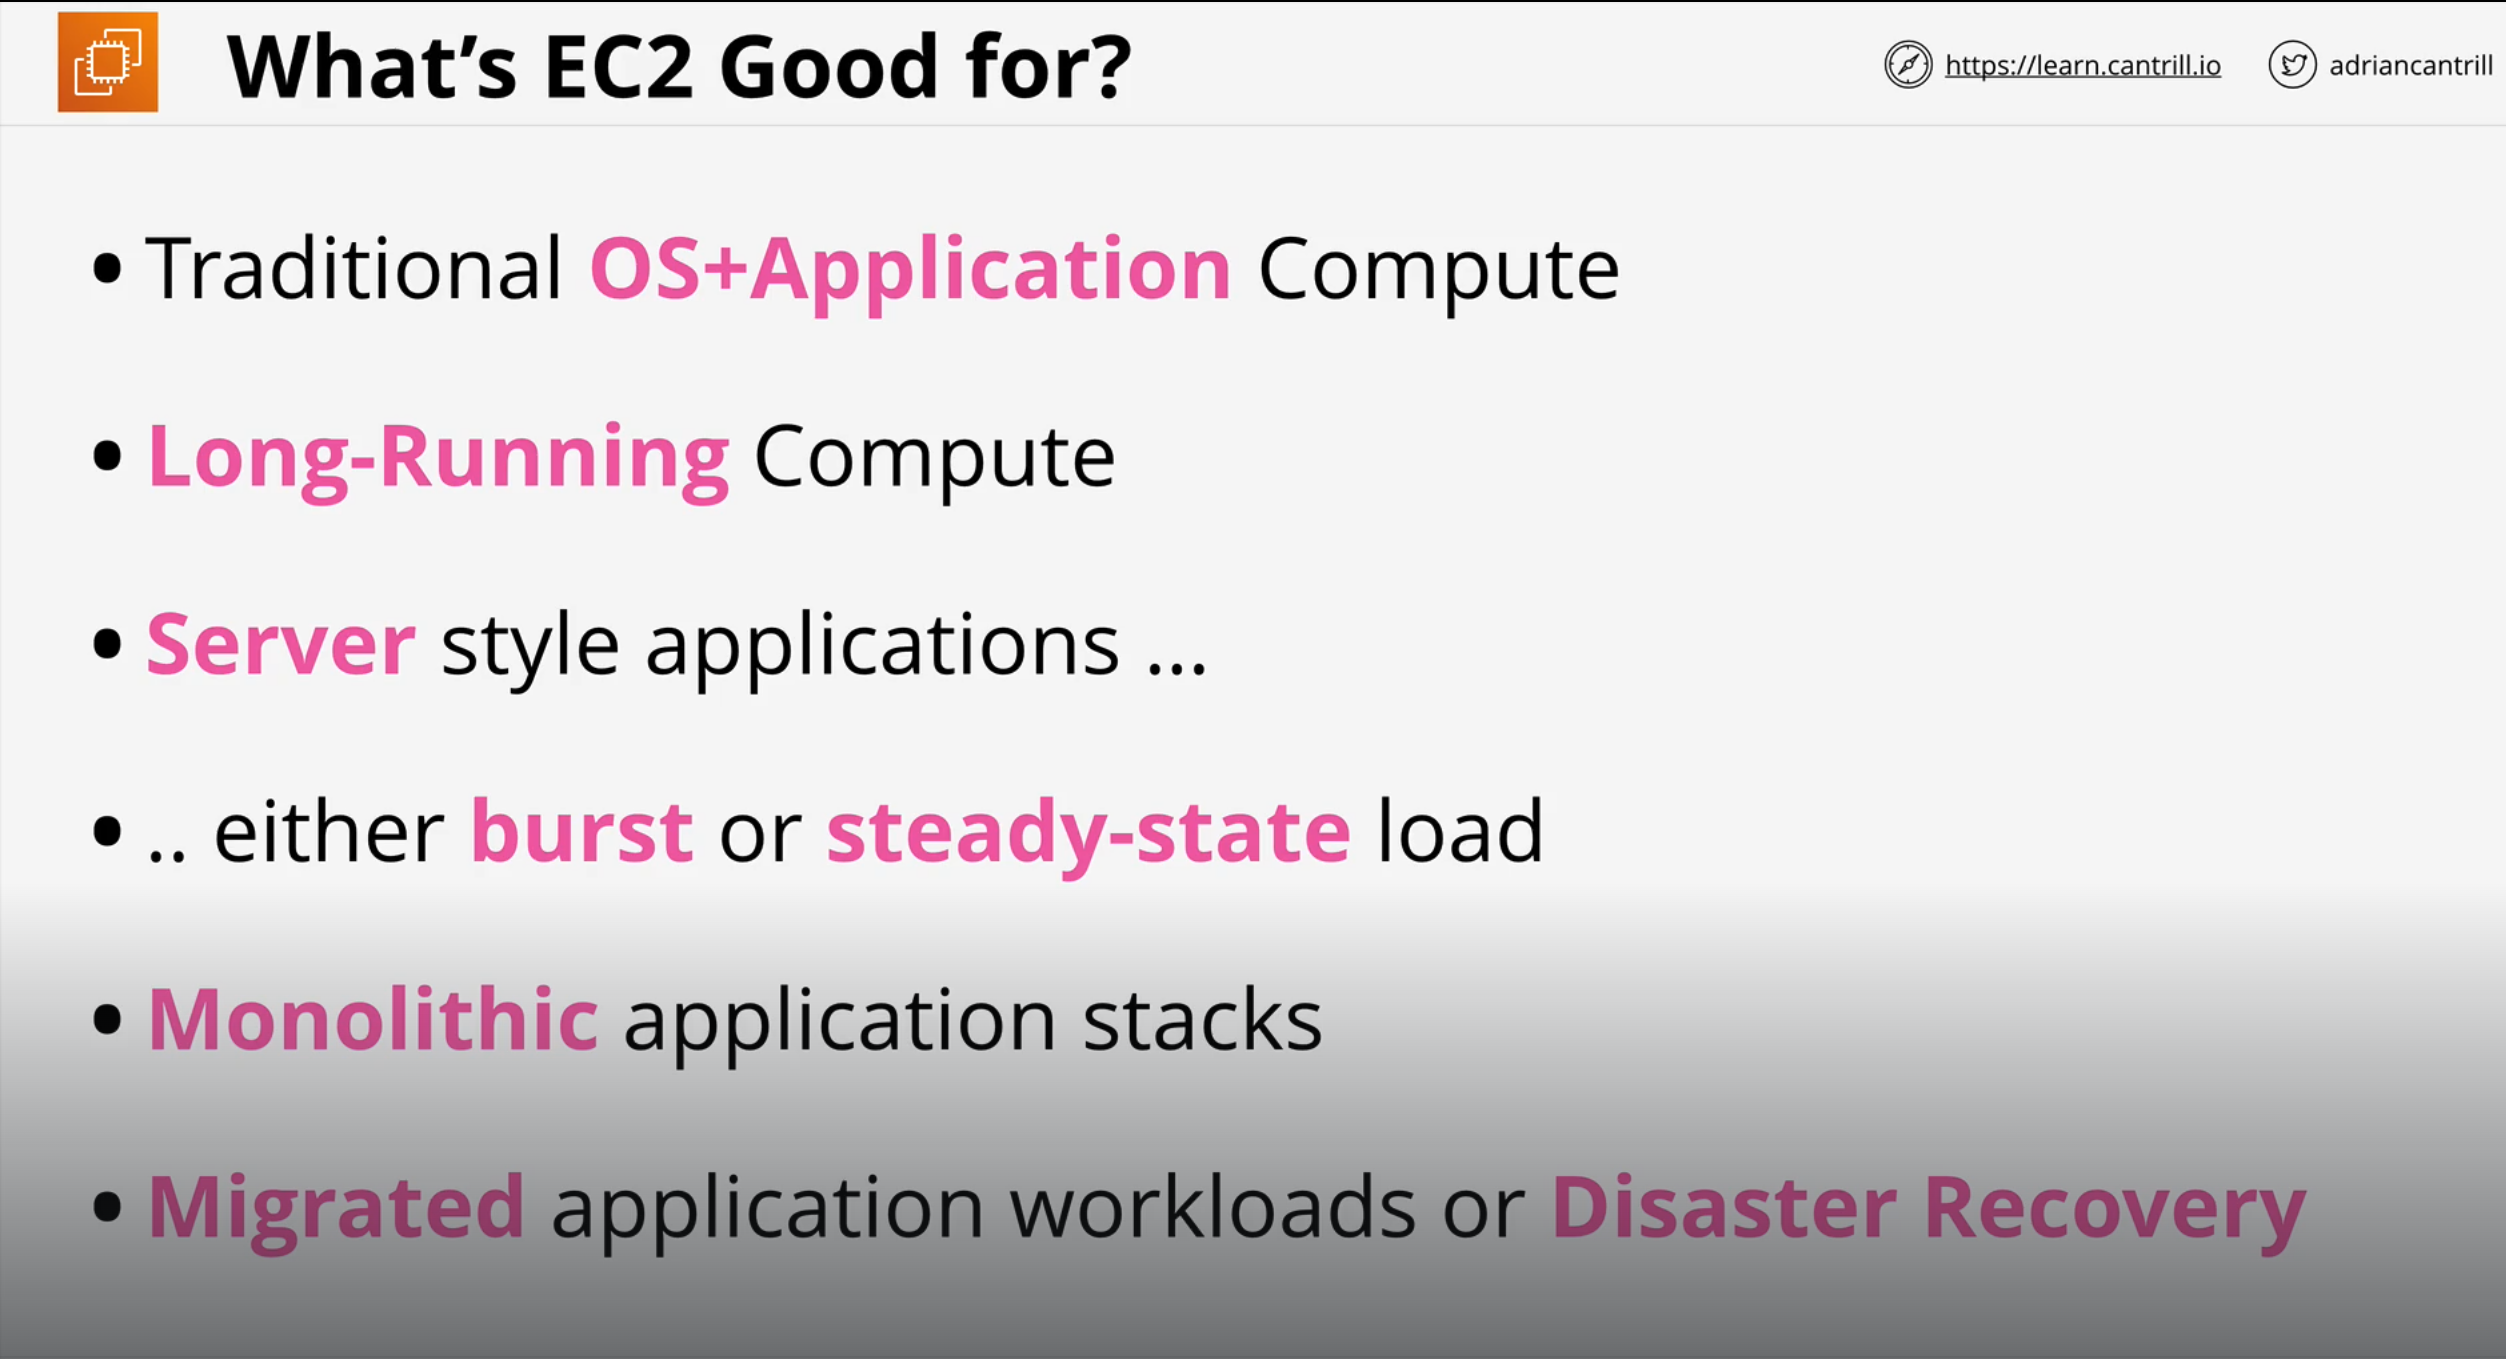 What's EC2 Good for?
https://learn.cantrill.io
adriancantrill
• Traditional OS+Application Compute
• Long-Running Compute
• Server style applications ...
• .. either burst or steady-state load
• Monolithic application stacks
• Migrated application workloads or Disaster Recovery